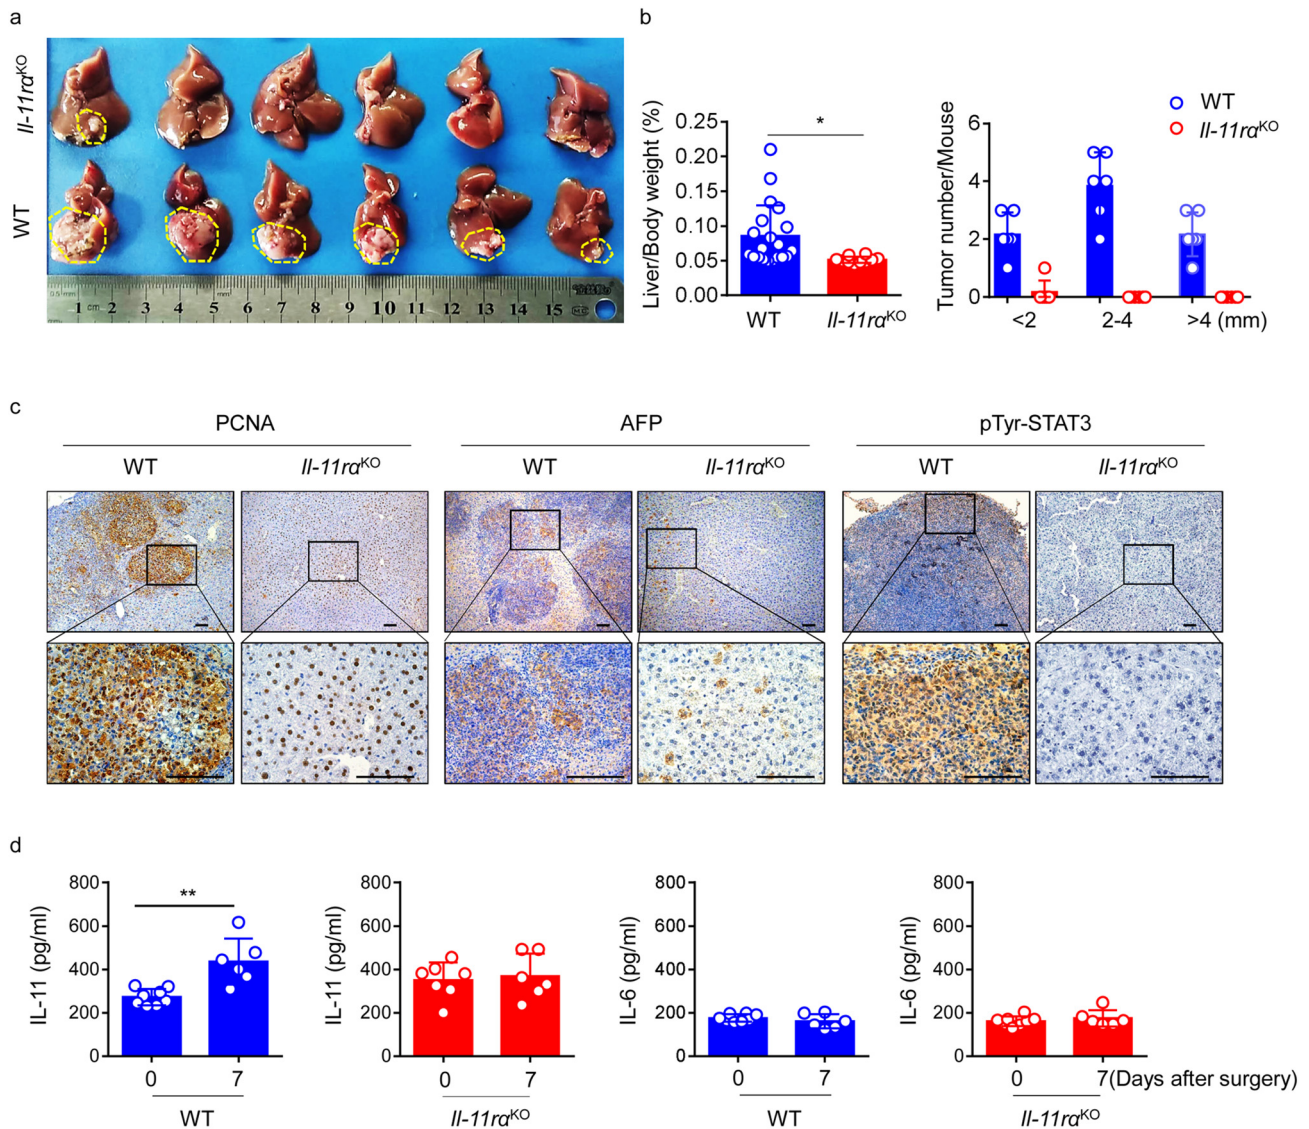 a
Il-11rα^KO
WT
0.5 mm
mm
1 cm 2 3 4 5 6 7 8 9 10 11 12 13 14 15
M C
b
Liver/Body weight (%)
0.25
0.20
0.15
0.10
0.05
0.00
*
WT Il-11rα^KO
Tumor number/Mouse
6
4
2
0
WT
Il-11rα^KO
<2 2-4 >4 (mm)
c
PCNA AFP pTyr-STAT3
WT Il-11rα^KO WT Il-11rα^KO WT Il-11rα^KO
d
IL-11 (pg/ml)
800
600
400
200
0
**
0 7
WT
IL-11 (pg/ml)
800
600
400
200
0
0 7
Il-11rα^KO
IL-6 (pg/ml)
800
600
400
200
0
0 7
WT
IL-6 (pg/ml)
800
600
400
200
0
0 7 (Days after surgery)
Il-11rα^KO